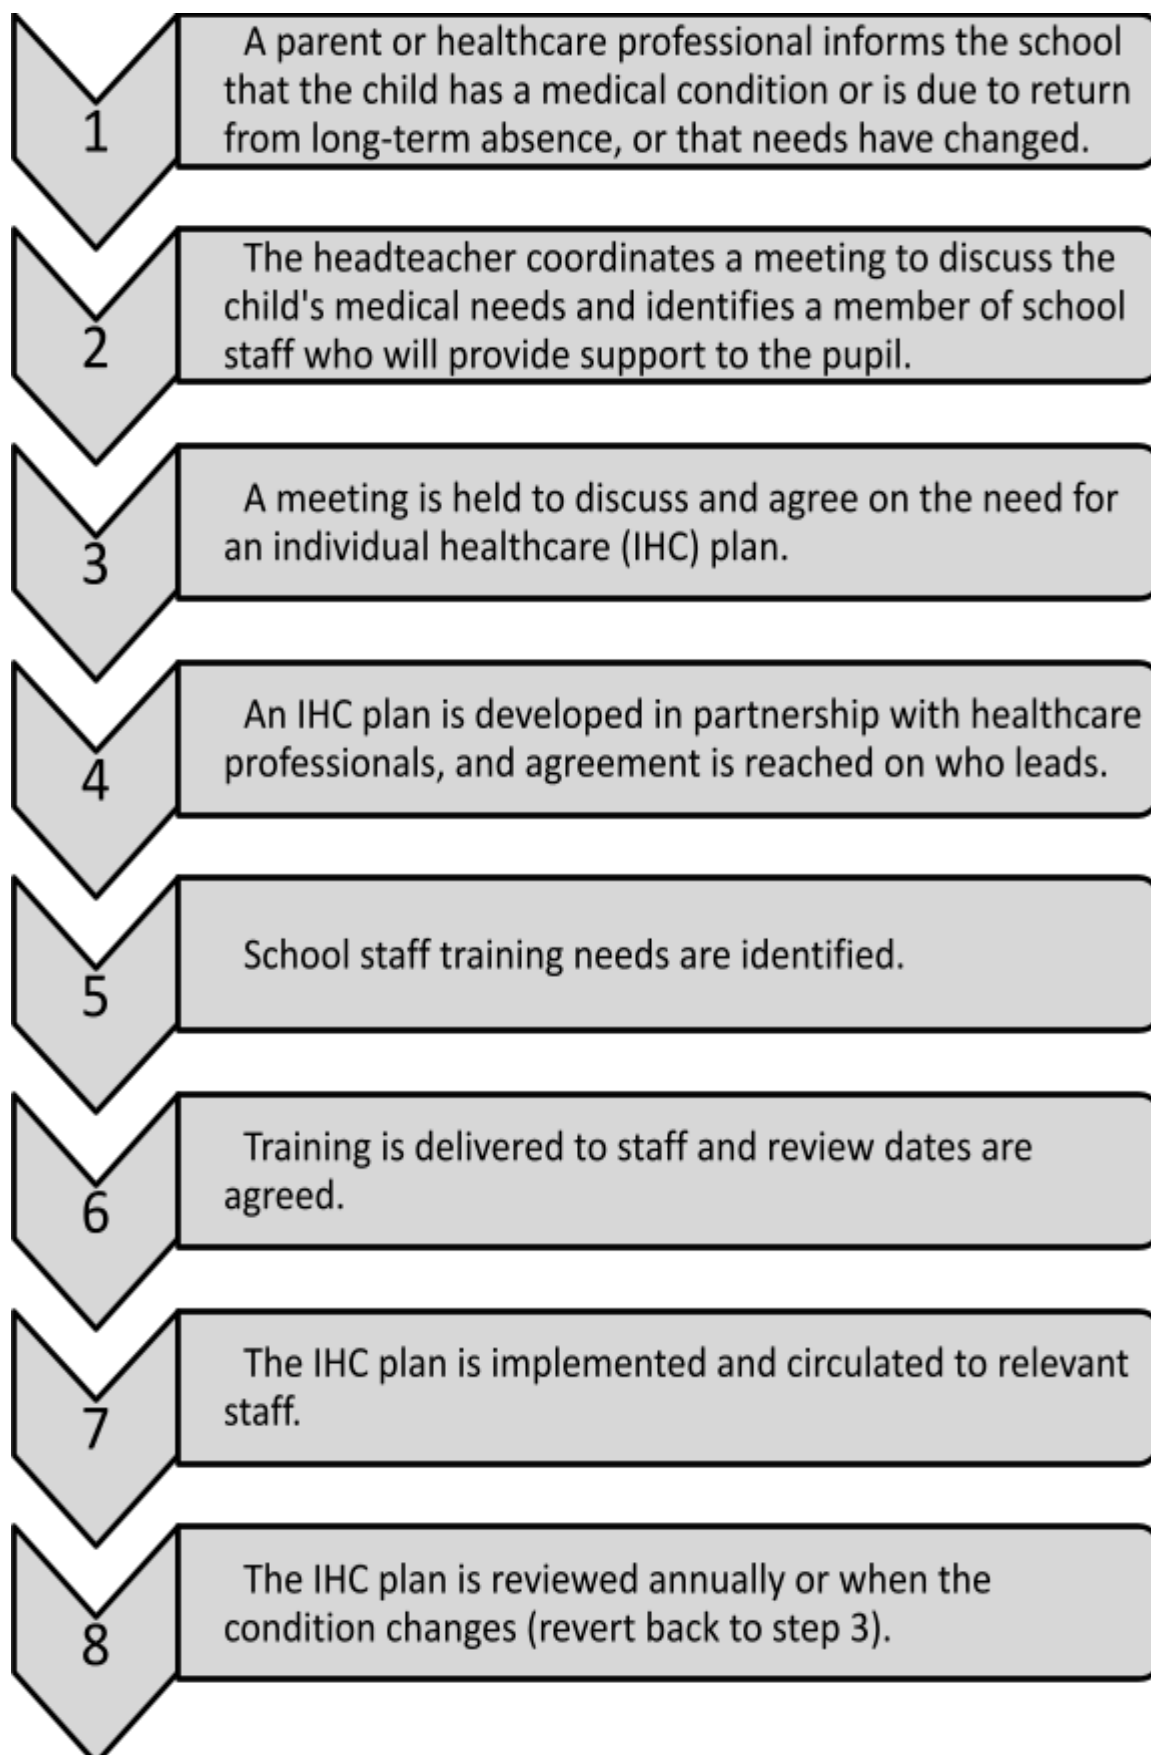 1
A parent or healthcare professional informs the school
that the child has a medical condition or is due to return
from long-term absence, or that needs have changed.
2
The headteacher coordinates a meeting to discuss the
child's medical needs and identifies a member of school
staff who will provide support to the pupil.
3
A meeting is held to discuss and agree on the need for
an individual healthcare (IHC) plan.
4
An IHC plan is developed in partnership with healthcare
professionals, and agreement is reached on who leads.
5
School staff training needs are identified.
6
Training is delivered to staff and review dates are
agreed.
7
The IHC plan is implemented and circulated to relevant
staff.
8
The IHC plan is reviewed annually or when the
condition changes (revert back to step 3).